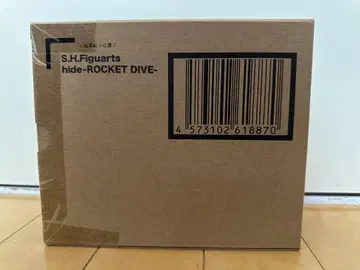 S.H.Figuarts
hide-ROCKET DIVE-
4 573102 618870